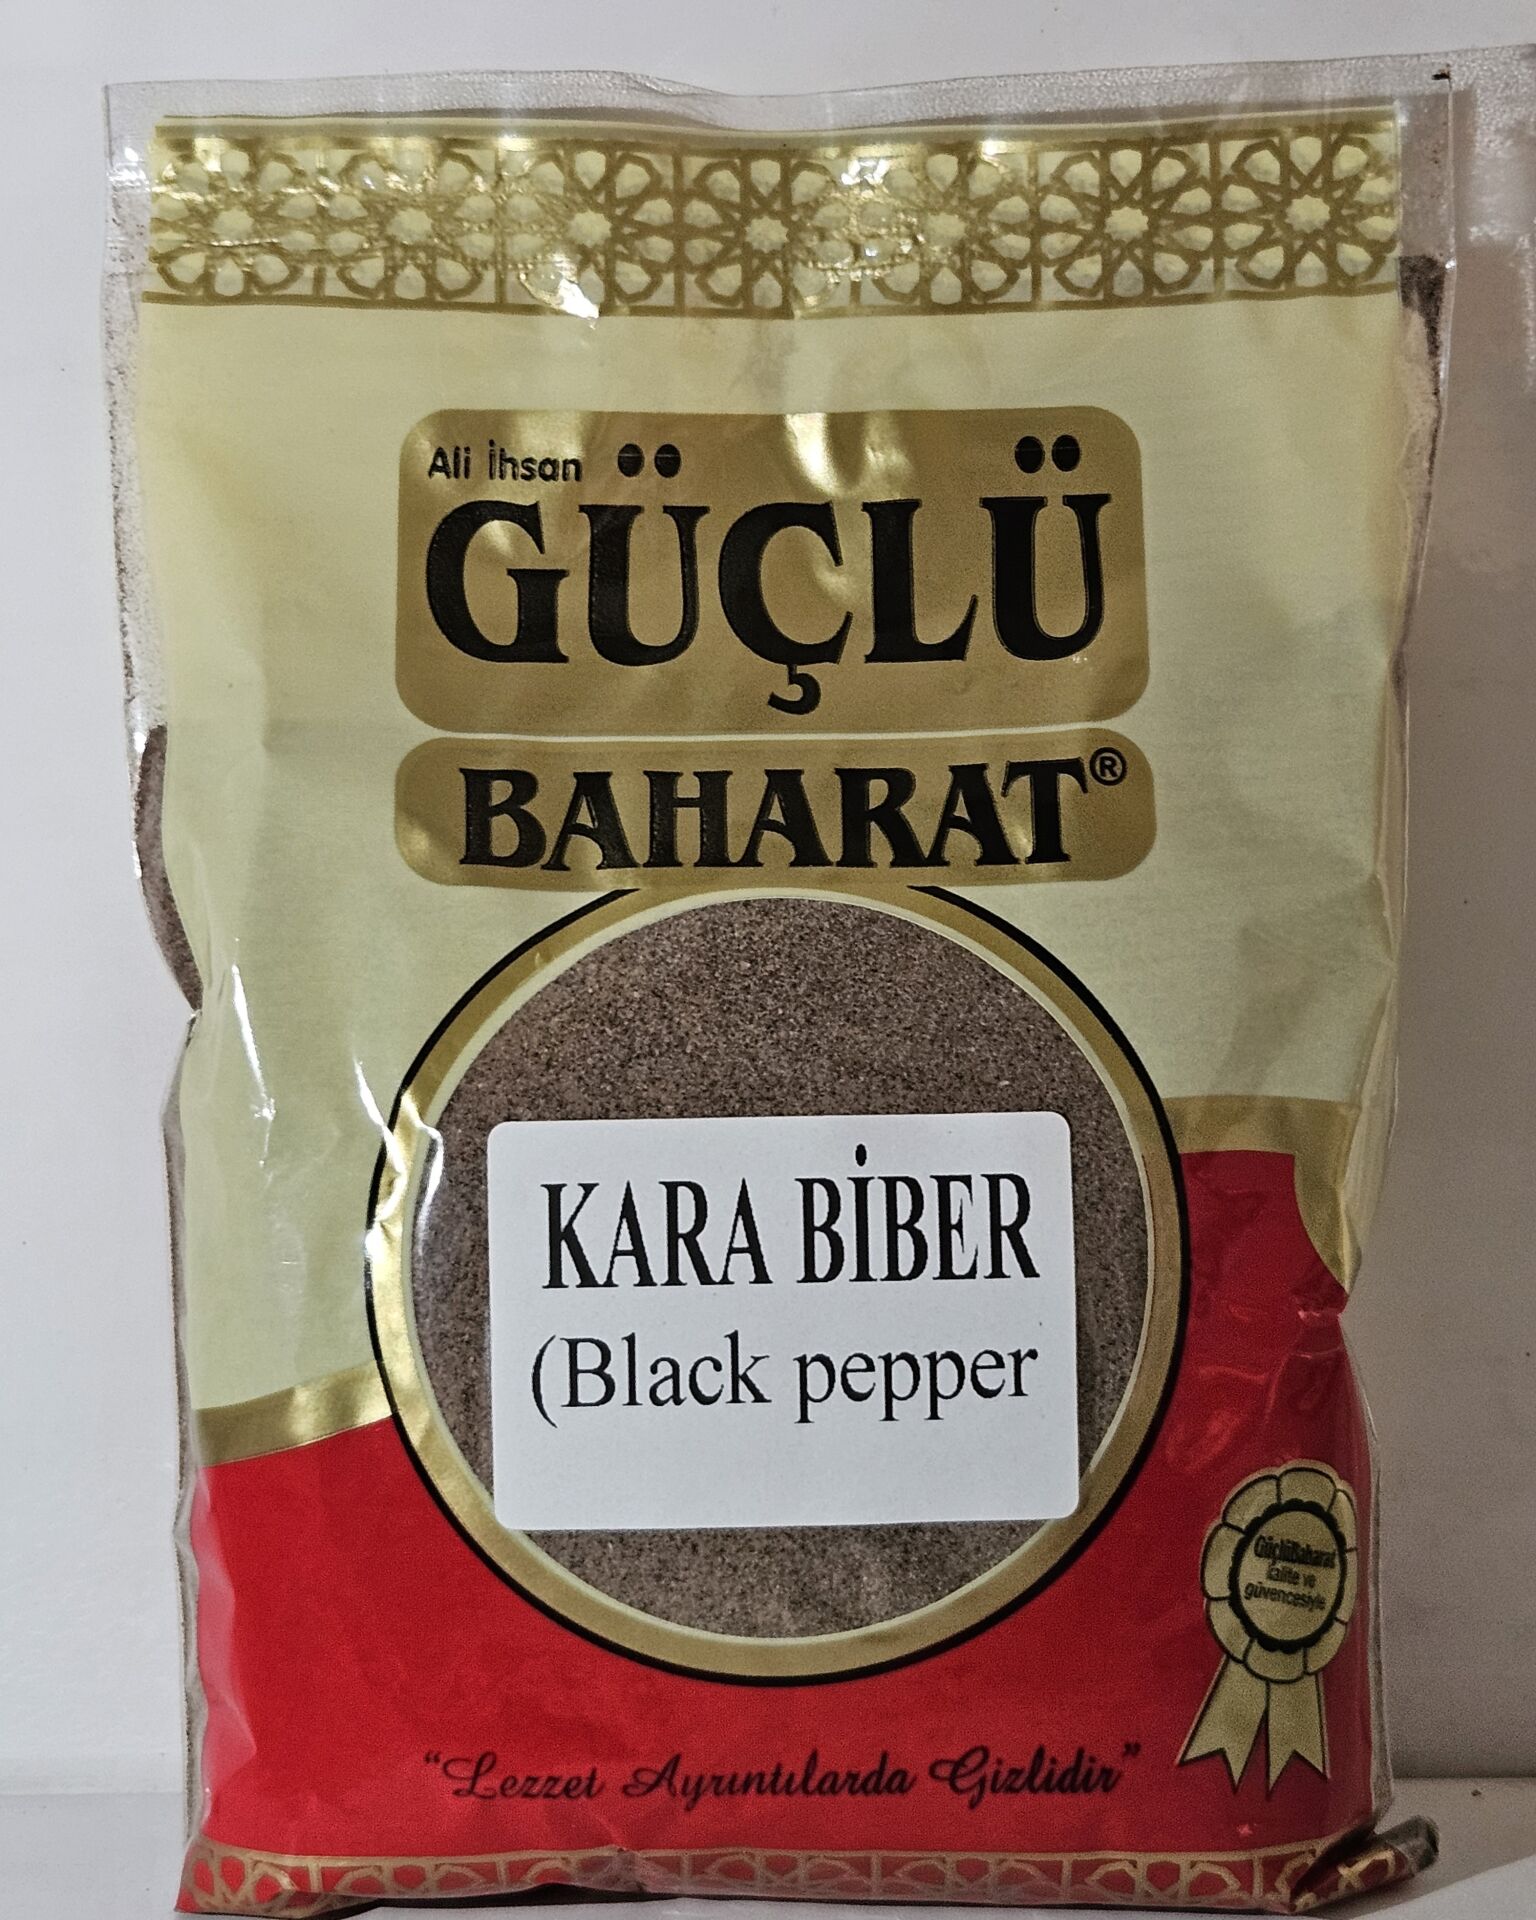 Ali İhsan
GÜÇLÜ
BAHARAT®
KARA BİBER
(Black pepper
GüçlüBaharat
kalite ve
güvencesiyle
"Lezzet Ayrıntılarda Gizlidir"